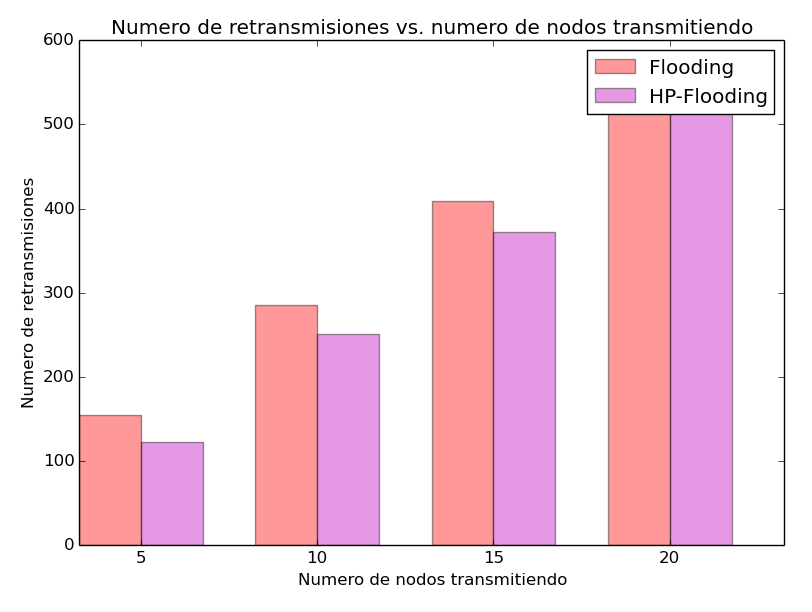 Numero de retransmisiones vs. numero de nodos transmitiendo
600
500
400
300
200
100
0
Numero de retransmisiones
Flooding
HP-Flooding
5 10 15 20
Numero de nodos transmitiendo